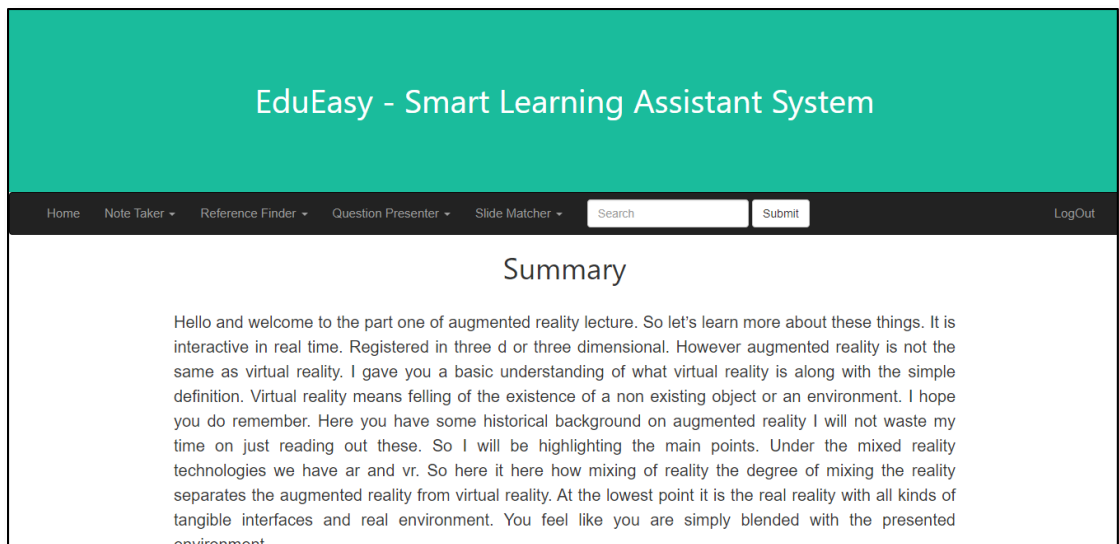 EduEasy - Smart Learning Assistant System
Home Note Taker Reference Finder Question Presenter Slide Matcher Search Submit LogOut
Summary
Hello and welcome to the part one of augmented reality lecture. So let's learn more about these things. It is
interactive in real time. Registered in three d or three dimensional. However augmented reality is not the
same as virtual reality. I gave you a basic understanding of what virtual reality is along with the simple
definition. Virtual reality means felling of the existence of a non existing object or an environment. I hope
you do remember. Here you have some historical background on augmented reality I will not waste my
time on just reading out these. So I will be highlighting the main points. Under the mixed reality
technologies we have ar and vr. So here it here how mixing of reality the degree of mixing the reality
separates the augmented reality from virtual reality. At the lowest point it is the real reality with all kinds of
tangible interfaces and real environment. You feel like you are simply blended with the presented
environment